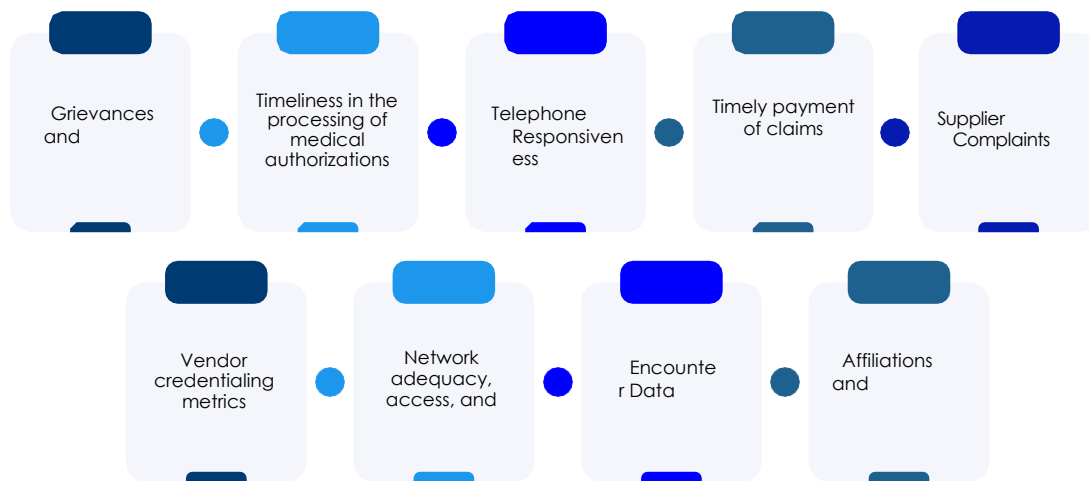 Grievances
and
Timeliness in the
processing of
medical
authorizations
Telephone
Responsiven
ess
Timely payment
of claims
Supplier
Complaints
Vendor
credentialing
metrics
Network
adequacy,
access, and
Encounte
r Data
Affiliations
and